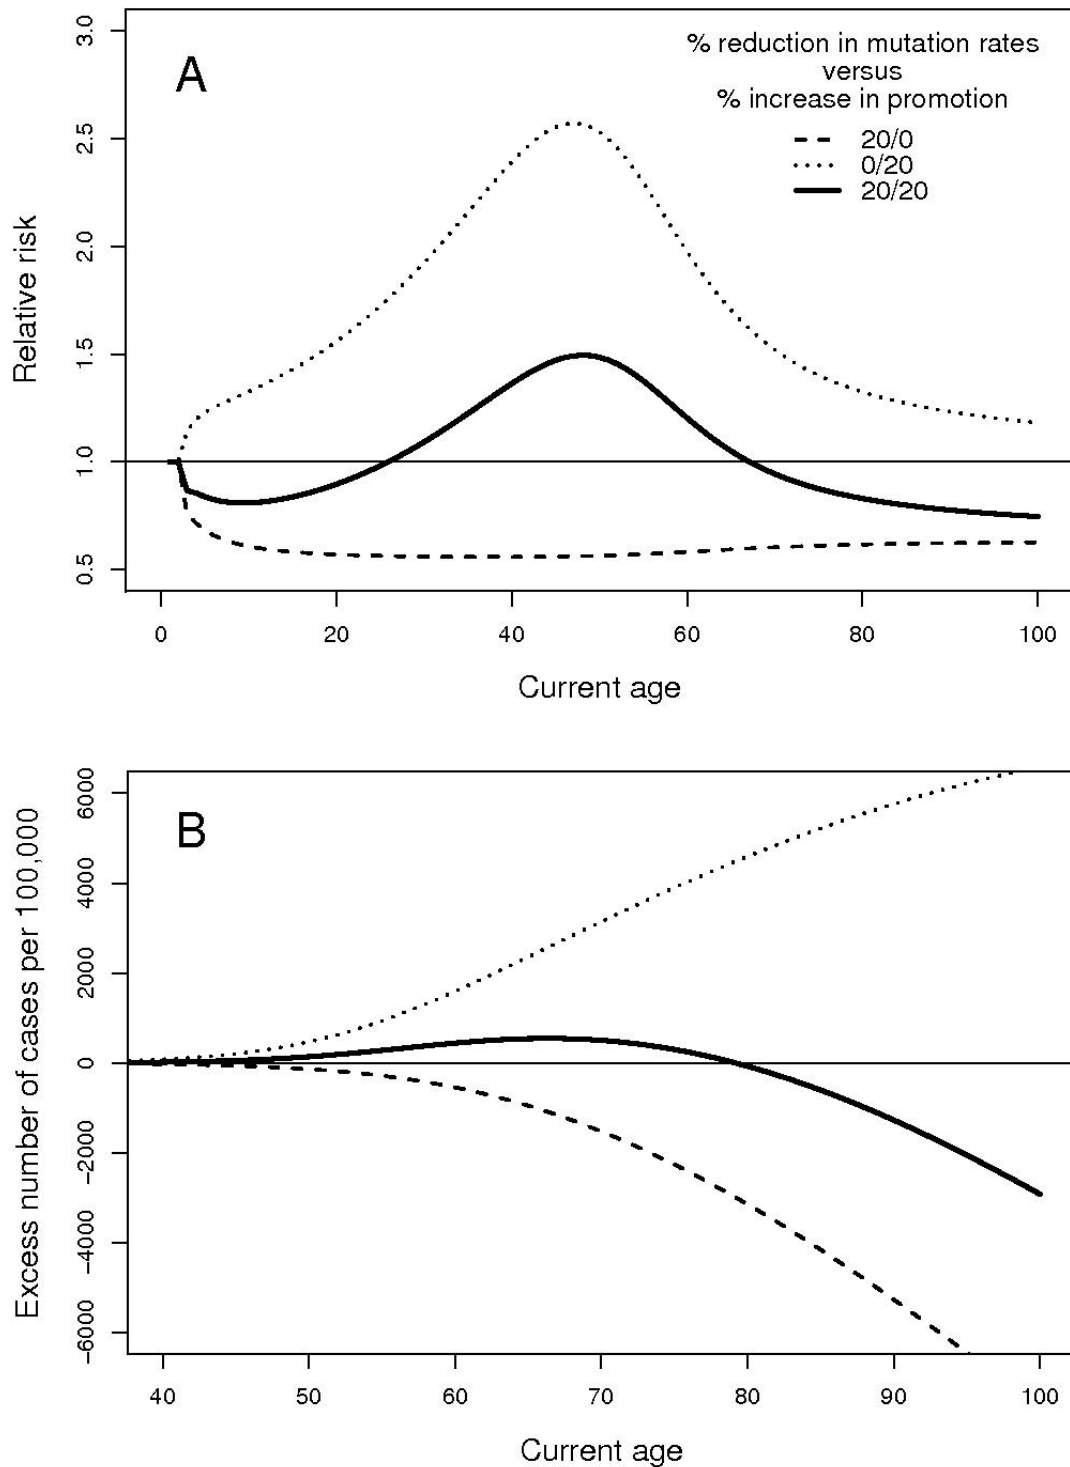 A
% reduction in mutation rates
versus
% increase in promotion
20/0
0/20
20/20
Relative risk
3.0
2.5
2.0
1.5
1.0
0.5
0 20 40 60 80 100
Current age
B
Excess number of cases per 100,000
6000
4000
2000
0
−2000
−4000
−6000
40 50 60 70 80 90 100
Current age